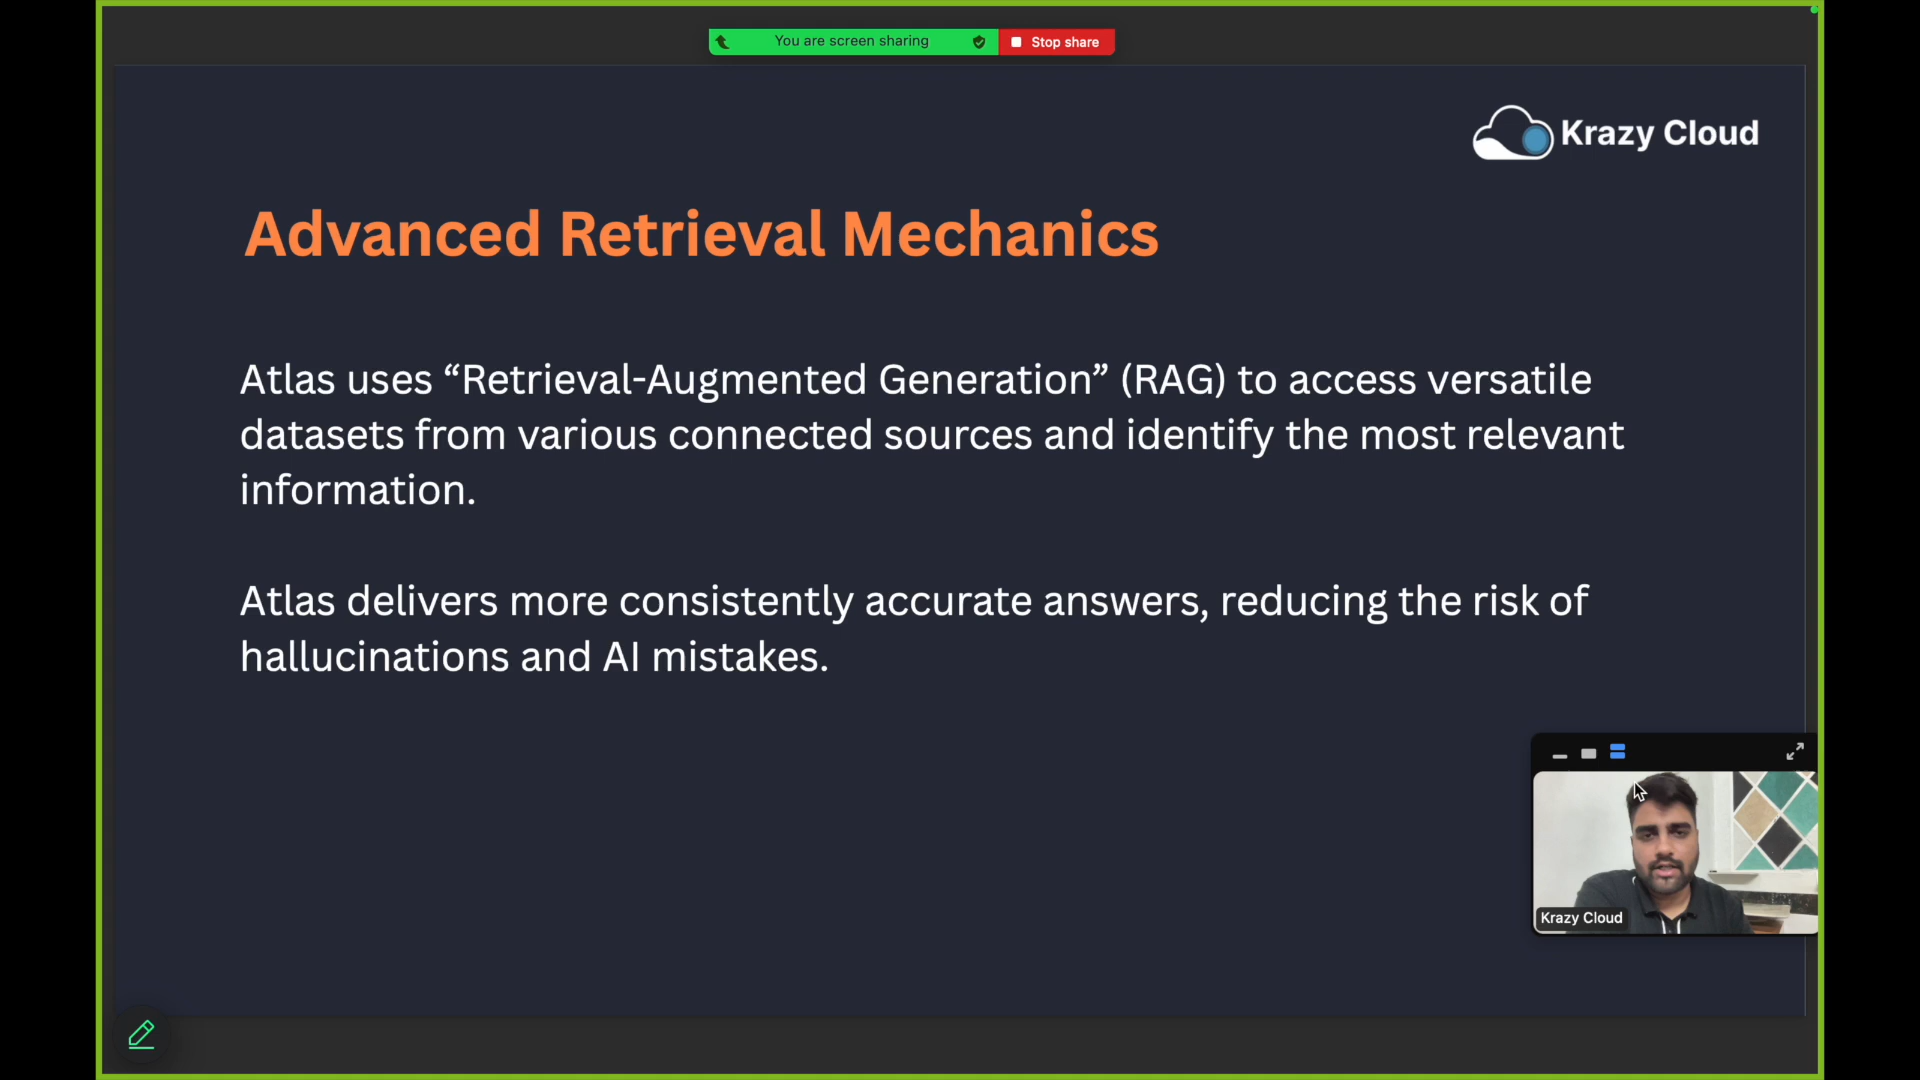 You are screen sharing
Stop share
Krazy Cloud
Advanced Retrieval Mechanics
Atlas uses “Retrieval-Augmented Generation” (RAG) to access versatile
datasets from various connected sources and identify the most relevant
information.
Atlas delivers more consistently accurate answers, reducing the risk of
hallucinations and AI mistakes.
Krazy Cloud